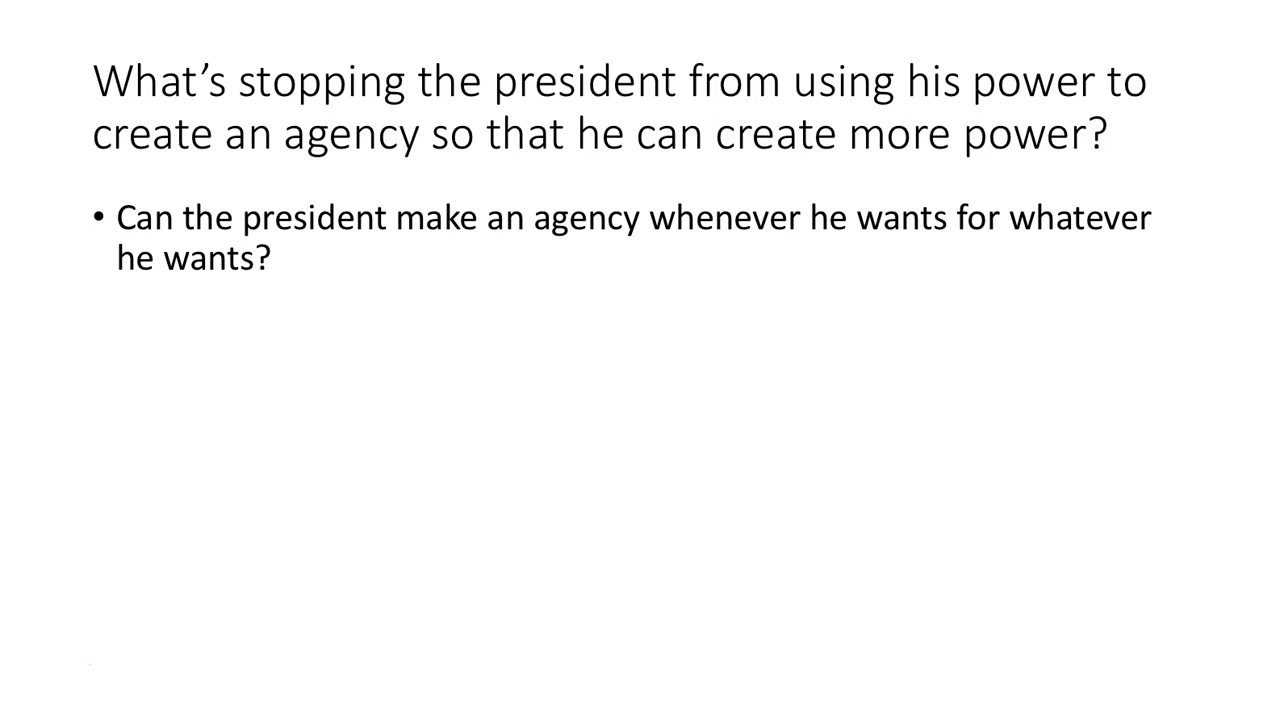 What’s stopping the president from using his power to
create an agency so that he can create more power?
• Can the president make an agency whenever he wants for whatever
he wants?